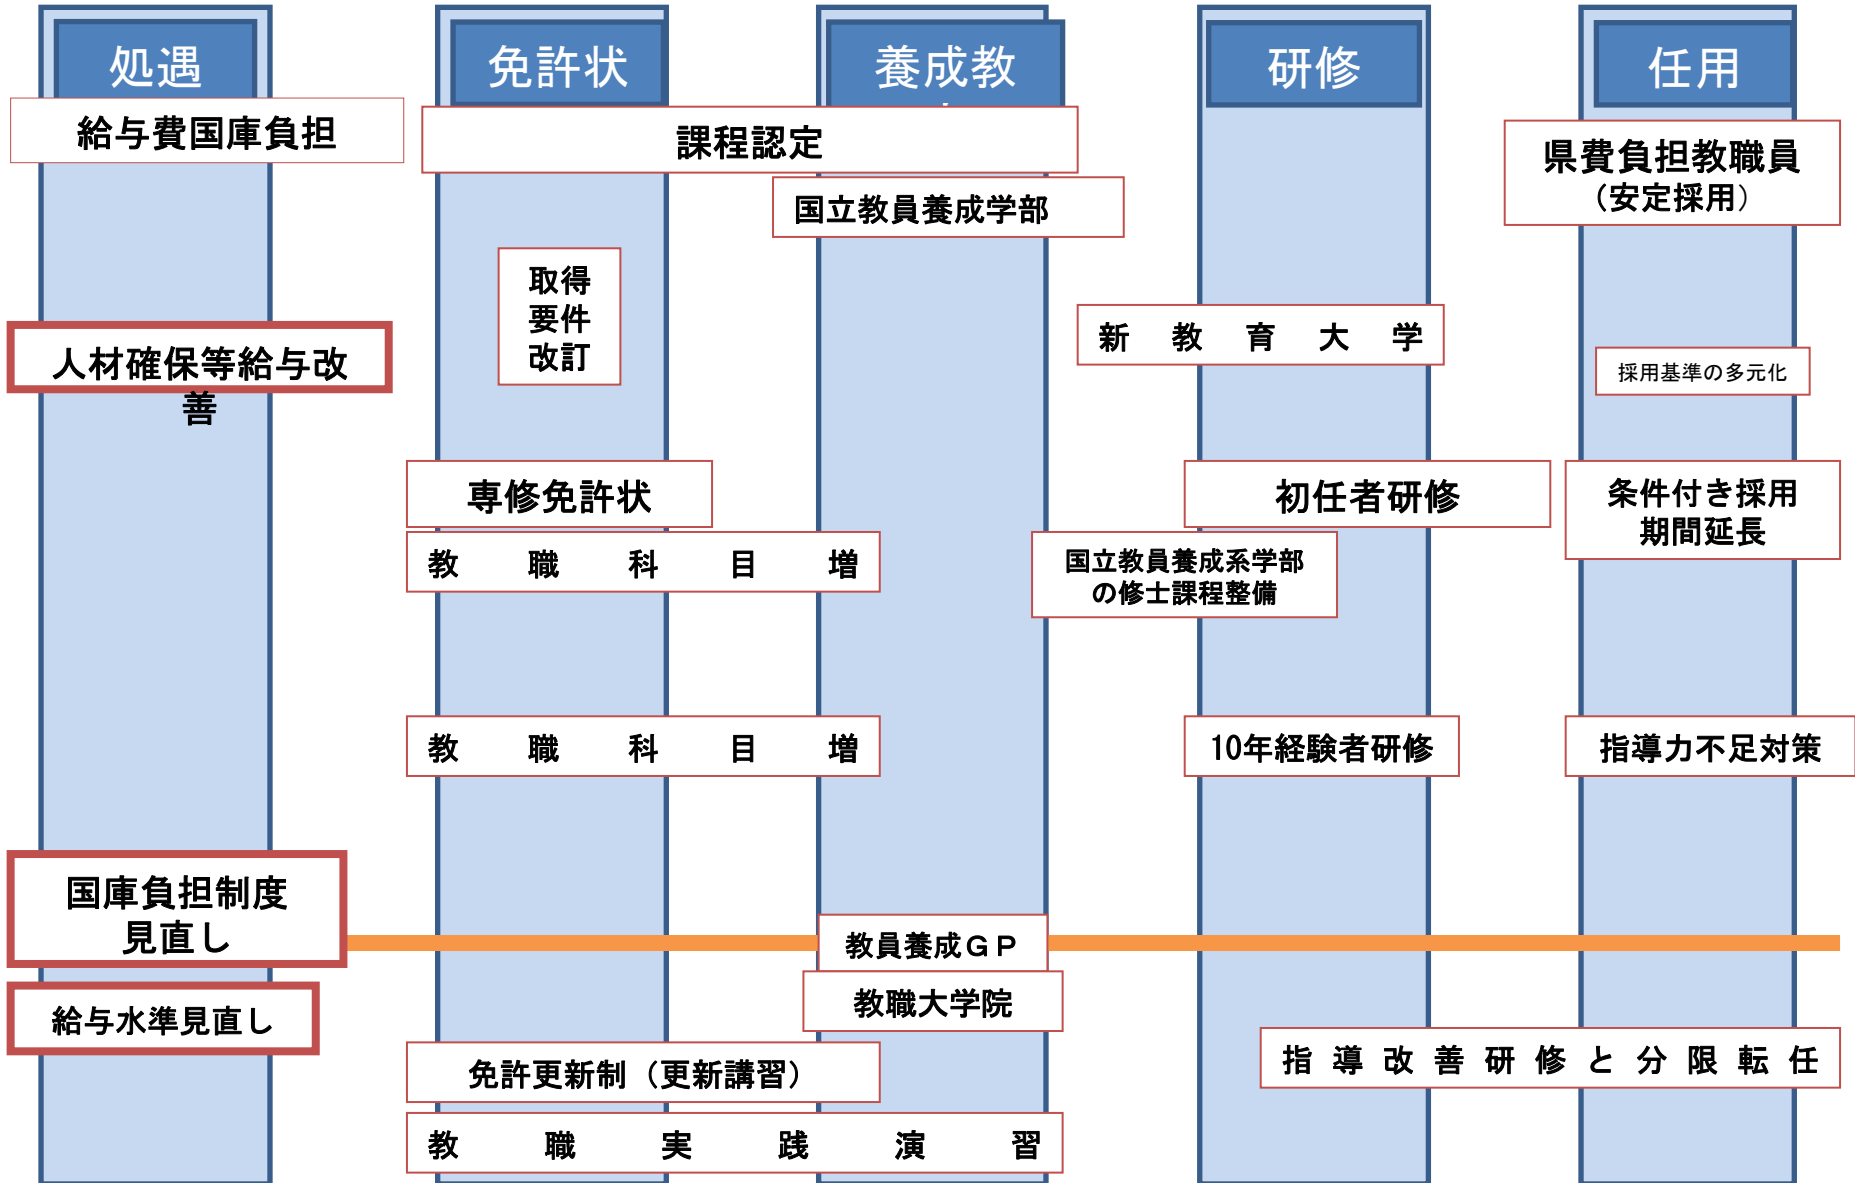 処遇
免許状
養成教
研修
任用
給与費国庫負担
課程認定
県費負担教職員
（安定採用）
国立教員養成学部
取得
要件
改訂
新教育大学
人材確保等給与改
善
採用基準の多元化
専修免許状
初任者研修
条件付き採用
期間延長
教職科目増
国立教員養成系学部
の修士課程整備
教職科目増
10年経験者研修
指導力不足対策
国庫負担制度
見直し
教員養成ＧＰ
教職大学院
給与水準見直し
指導改善研修と分限転任
免許更新制（更新講習）
教職実践演習